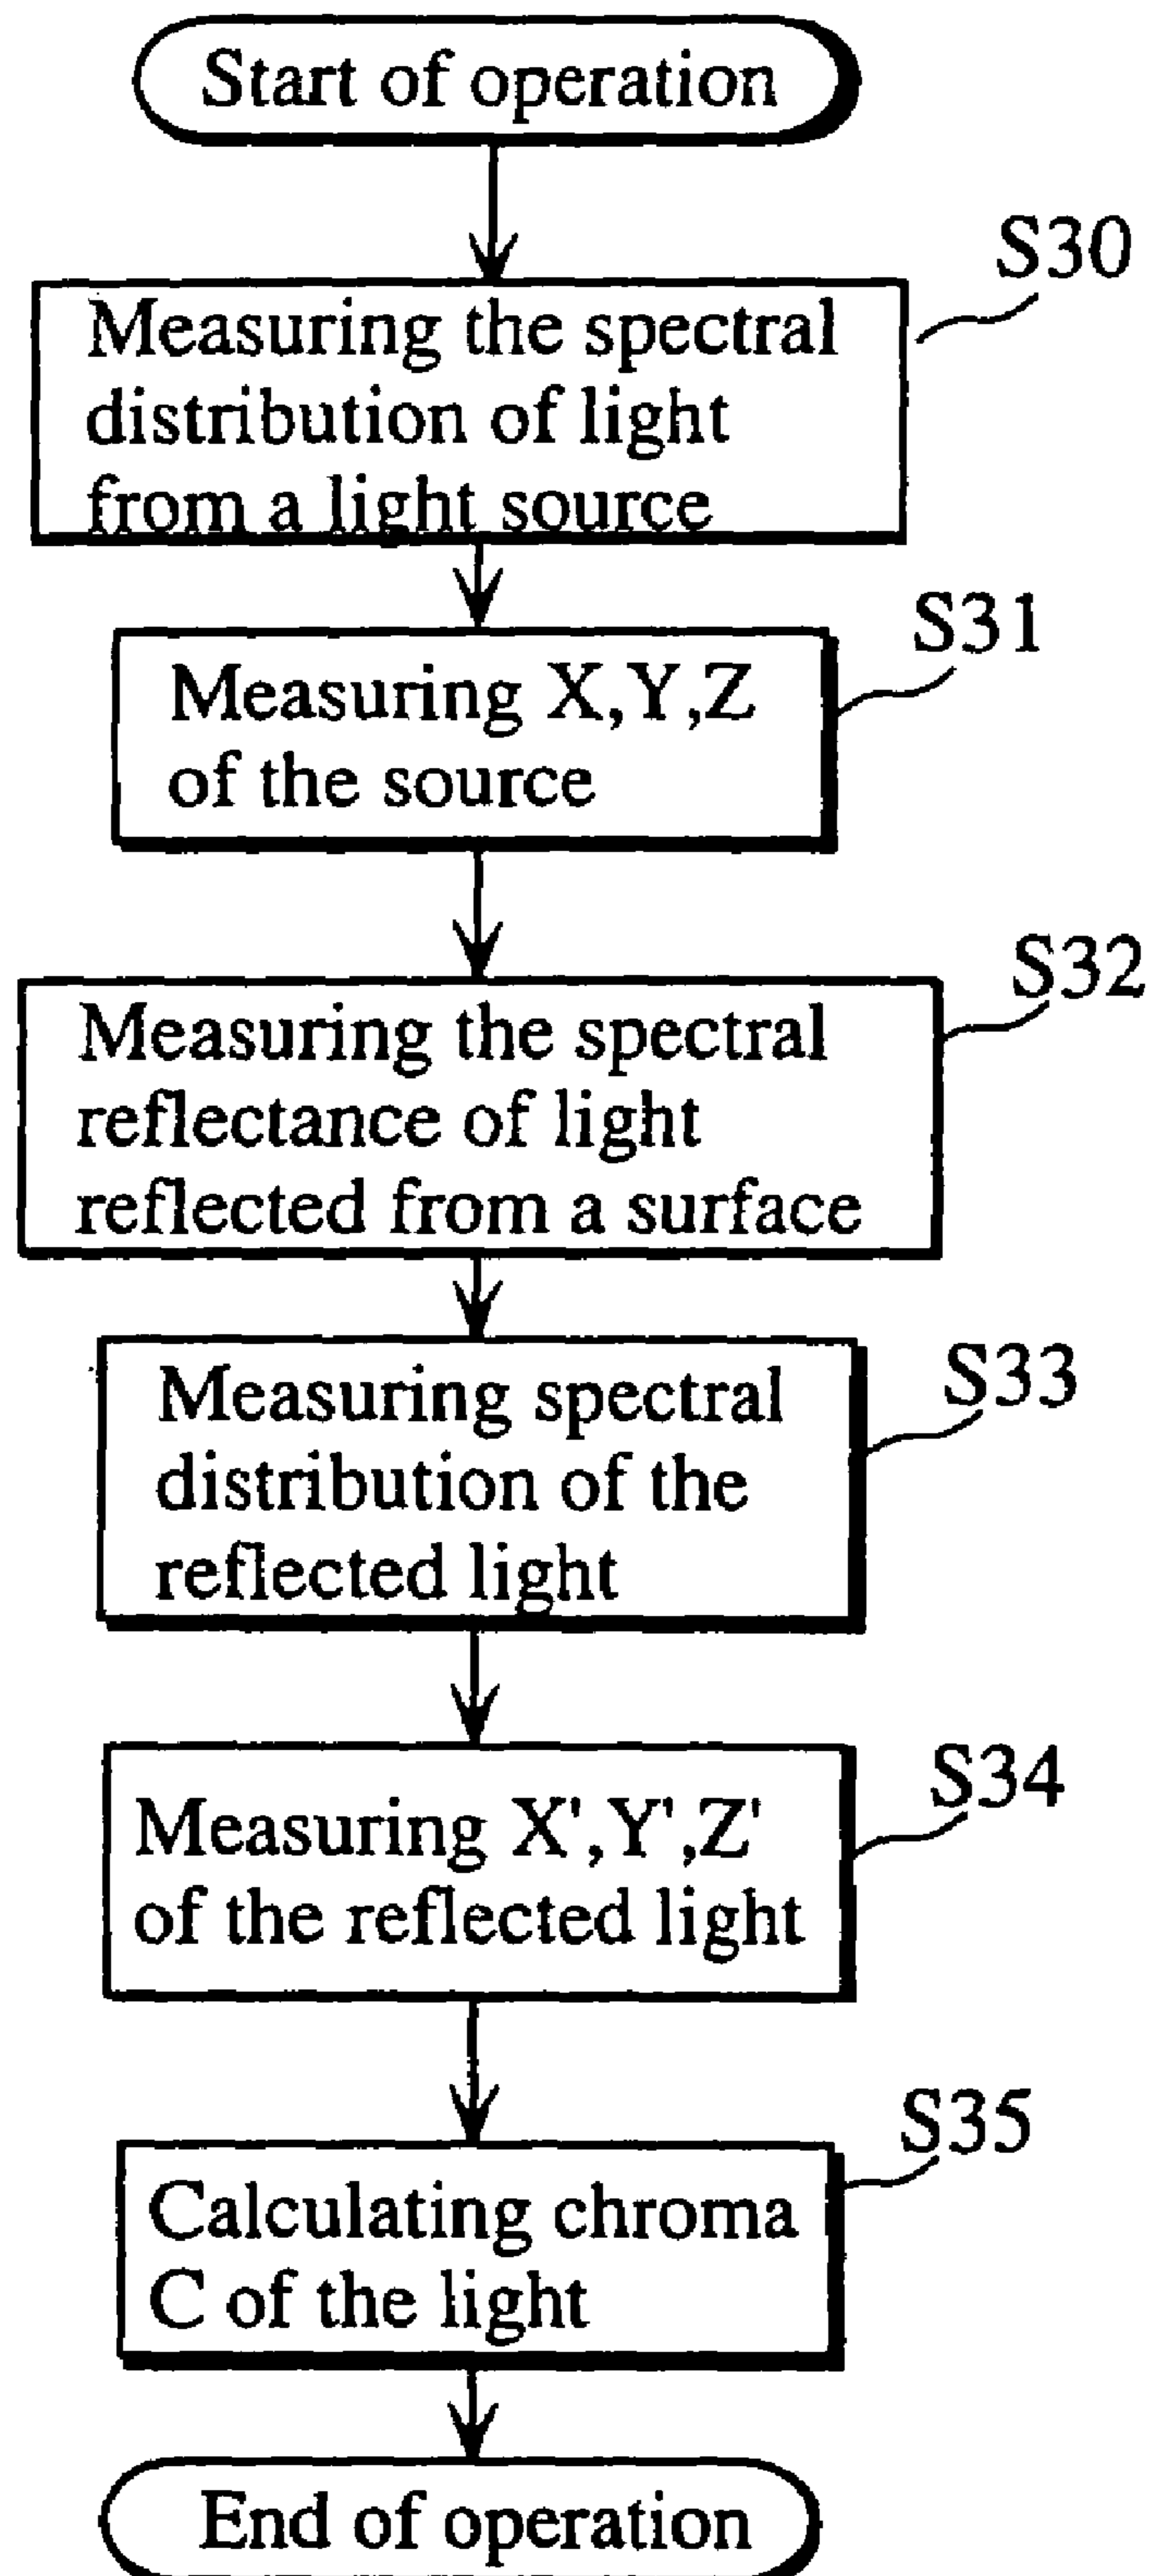 Start of operation
S30
Measuring the spectral
distribution of light
from a light source
S31
Measuring X,Y,Z
of the source
S32
Measuring the spectral
reflectance of light
reflected from a surface
S33
Measuring spectral
distribution of the
reflected light
S34
Measuring X',Y',Z'
of the reflected light
S35
Calculating chroma
C of the light
End of operation